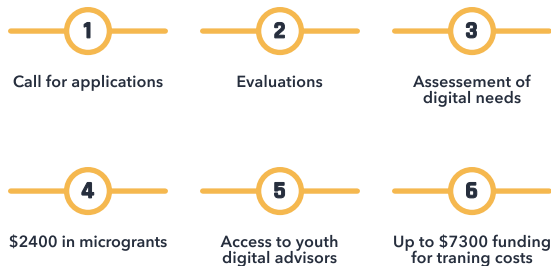 1
Call for applications
2
Evaluations
3
Assessement of
digital needs
4
$2400 in microgrants
5
Access to youth
digital advisors
6
Up to $7300 funding
for traning costs